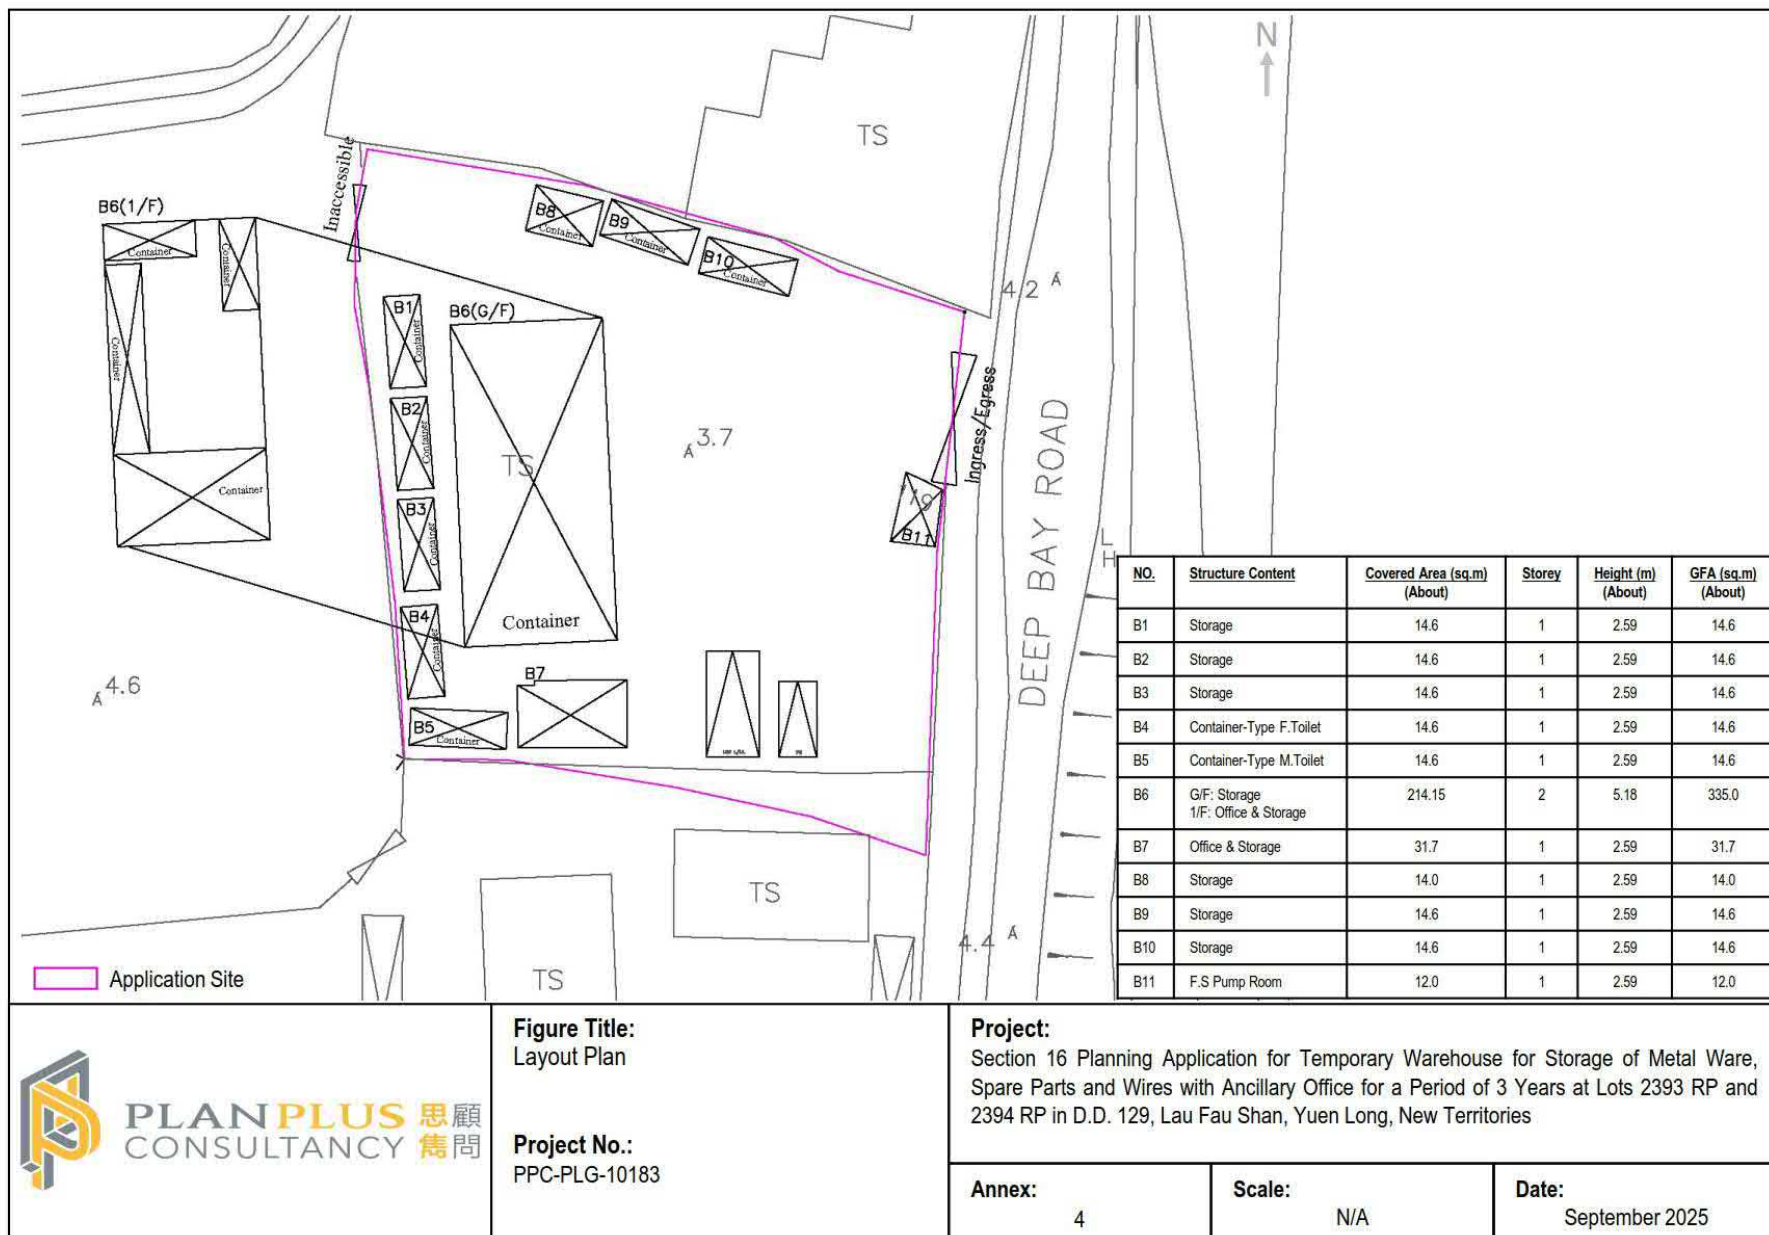 N
TS
Inaccessible
B6(1/F)
Container
Container
Container
Container
B8
Container
B9
Container
B10
Container
4.2
B1
Container
B6(G/F)
B2
Container
TS
3.7
B3
Container
Ingress/Egress
19
B11
DEEP BAY ROAD
L
H
B4
Container
Container
4.6
B7
B5
Container
TS
TS
4.4
Application Site
NO. Structure Content Covered Area (sq.m) (About) Storey Height (m) (About) GFA (sq.m) (About)
B1 Storage 14.6 1 2.59 14.6
B2 Storage 14.6 1 2.59 14.6
B3 Storage 14.6 1 2.59 14.6
B4 Container-Type F.Toilet 14.6 1 2.59 14.6
B5 Container-Type M.Toilet 14.6 1 2.59 14.6
B6 G/F: Storage 214.15 2 5.18 335.0
1/F: Office & Storage
B7 Office & Storage 31.7 1 2.59 31.7
B8 Storage 14.0 1 2.59 14.0
B9 Storage 14.6 1 2.59 14.6
B10 Storage 14.6 1 2.59 14.6
B11 F.S Pump Room 12.0 1 2.59 12.0
PLANPLUS 思顧
CONSULTANCY 雋問
Figure Title:
Layout Plan
Project No.:
PPC-PLG-10183
Project:
Section 16 Planning Application for Temporary Warehouse for Storage of Metal Ware,
Spare Parts and Wires with Ancillary Office for a Period of 3 Years at Lots 2393 RP and
2394 RP in D.D. 129, Lau Fau Shan, Yuen Long, New Territories
Annex:
4
Scale:
N/A
Date:
September 2025